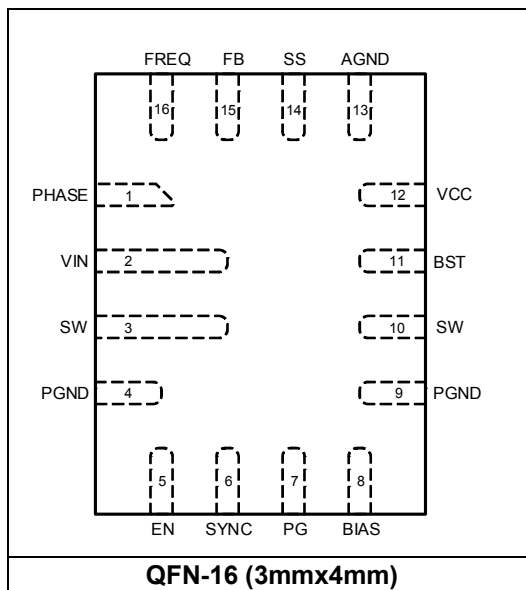 FREQ FB SS AGND
16 15 14 13
PHASE 1 12 VCC
VIN 2 11 BST
SW 3 10 SW
PGND 4 9 PGND
5 6 7 8
EN SYNC PG BIAS
QFN-16 (3mmx4mm)